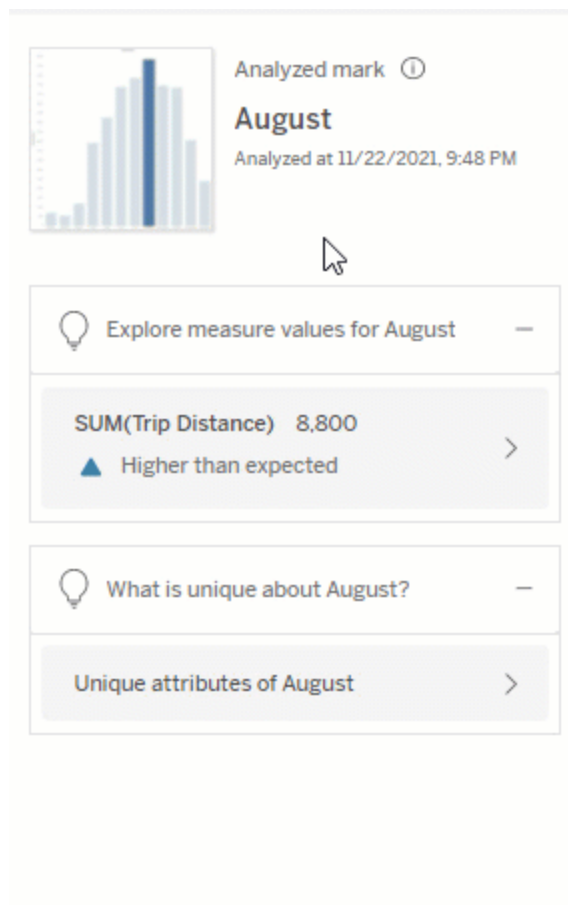 Analyzed mark
August
Analyzed at 11/22/2021, 9:48 PM
Explore measure values for August
SUM(Trip Distance) 8,800
Higher than expected
What is unique about August?
Unique attributes of August